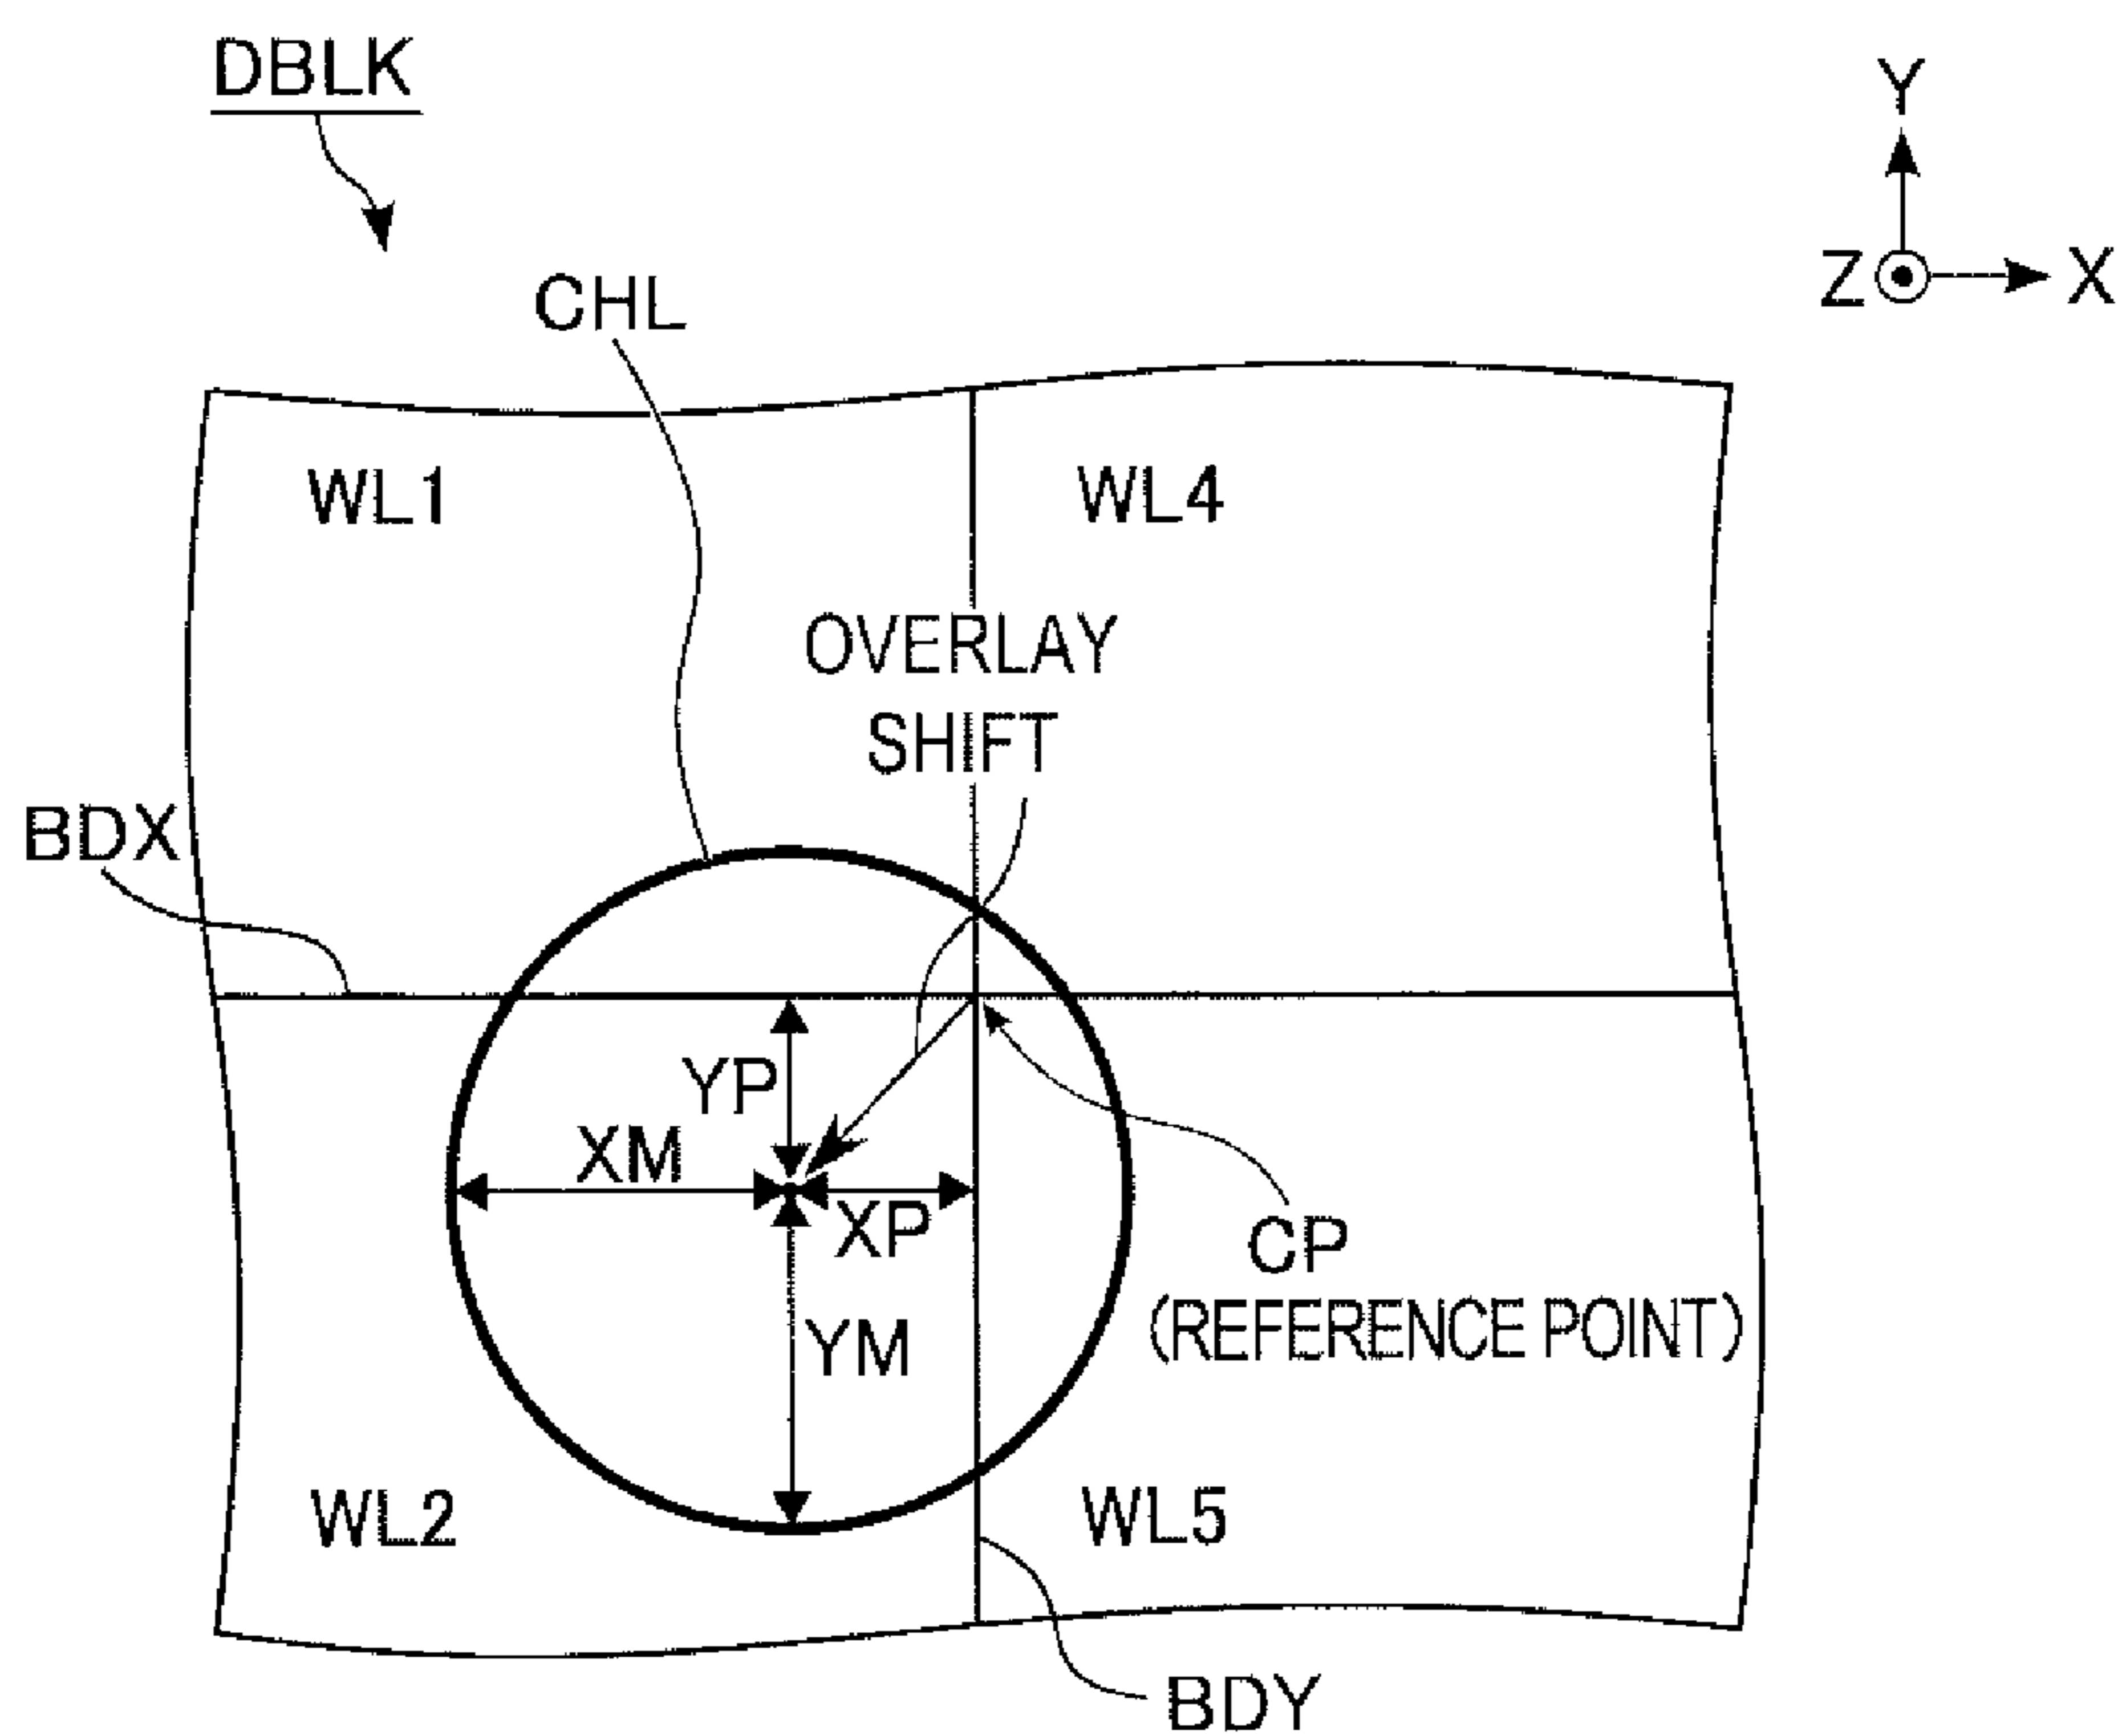 DBLK
Y
Z
X
CHL
WL1
WL4
OVERLAY
SHIFT
BDX
YP
XM
XP
CP
(REFERENCE POINT)
YM
WL2
WL5
BDY